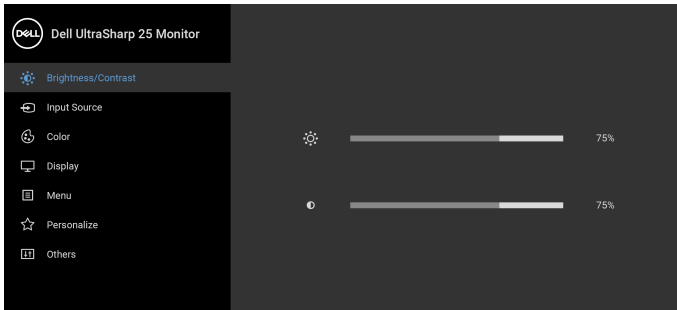 DELL
Dell UltraSharp 25 Monitor
Brightness/Contrast
Input Source
Color
Display
Menu
Personalize
Others
75%
75%